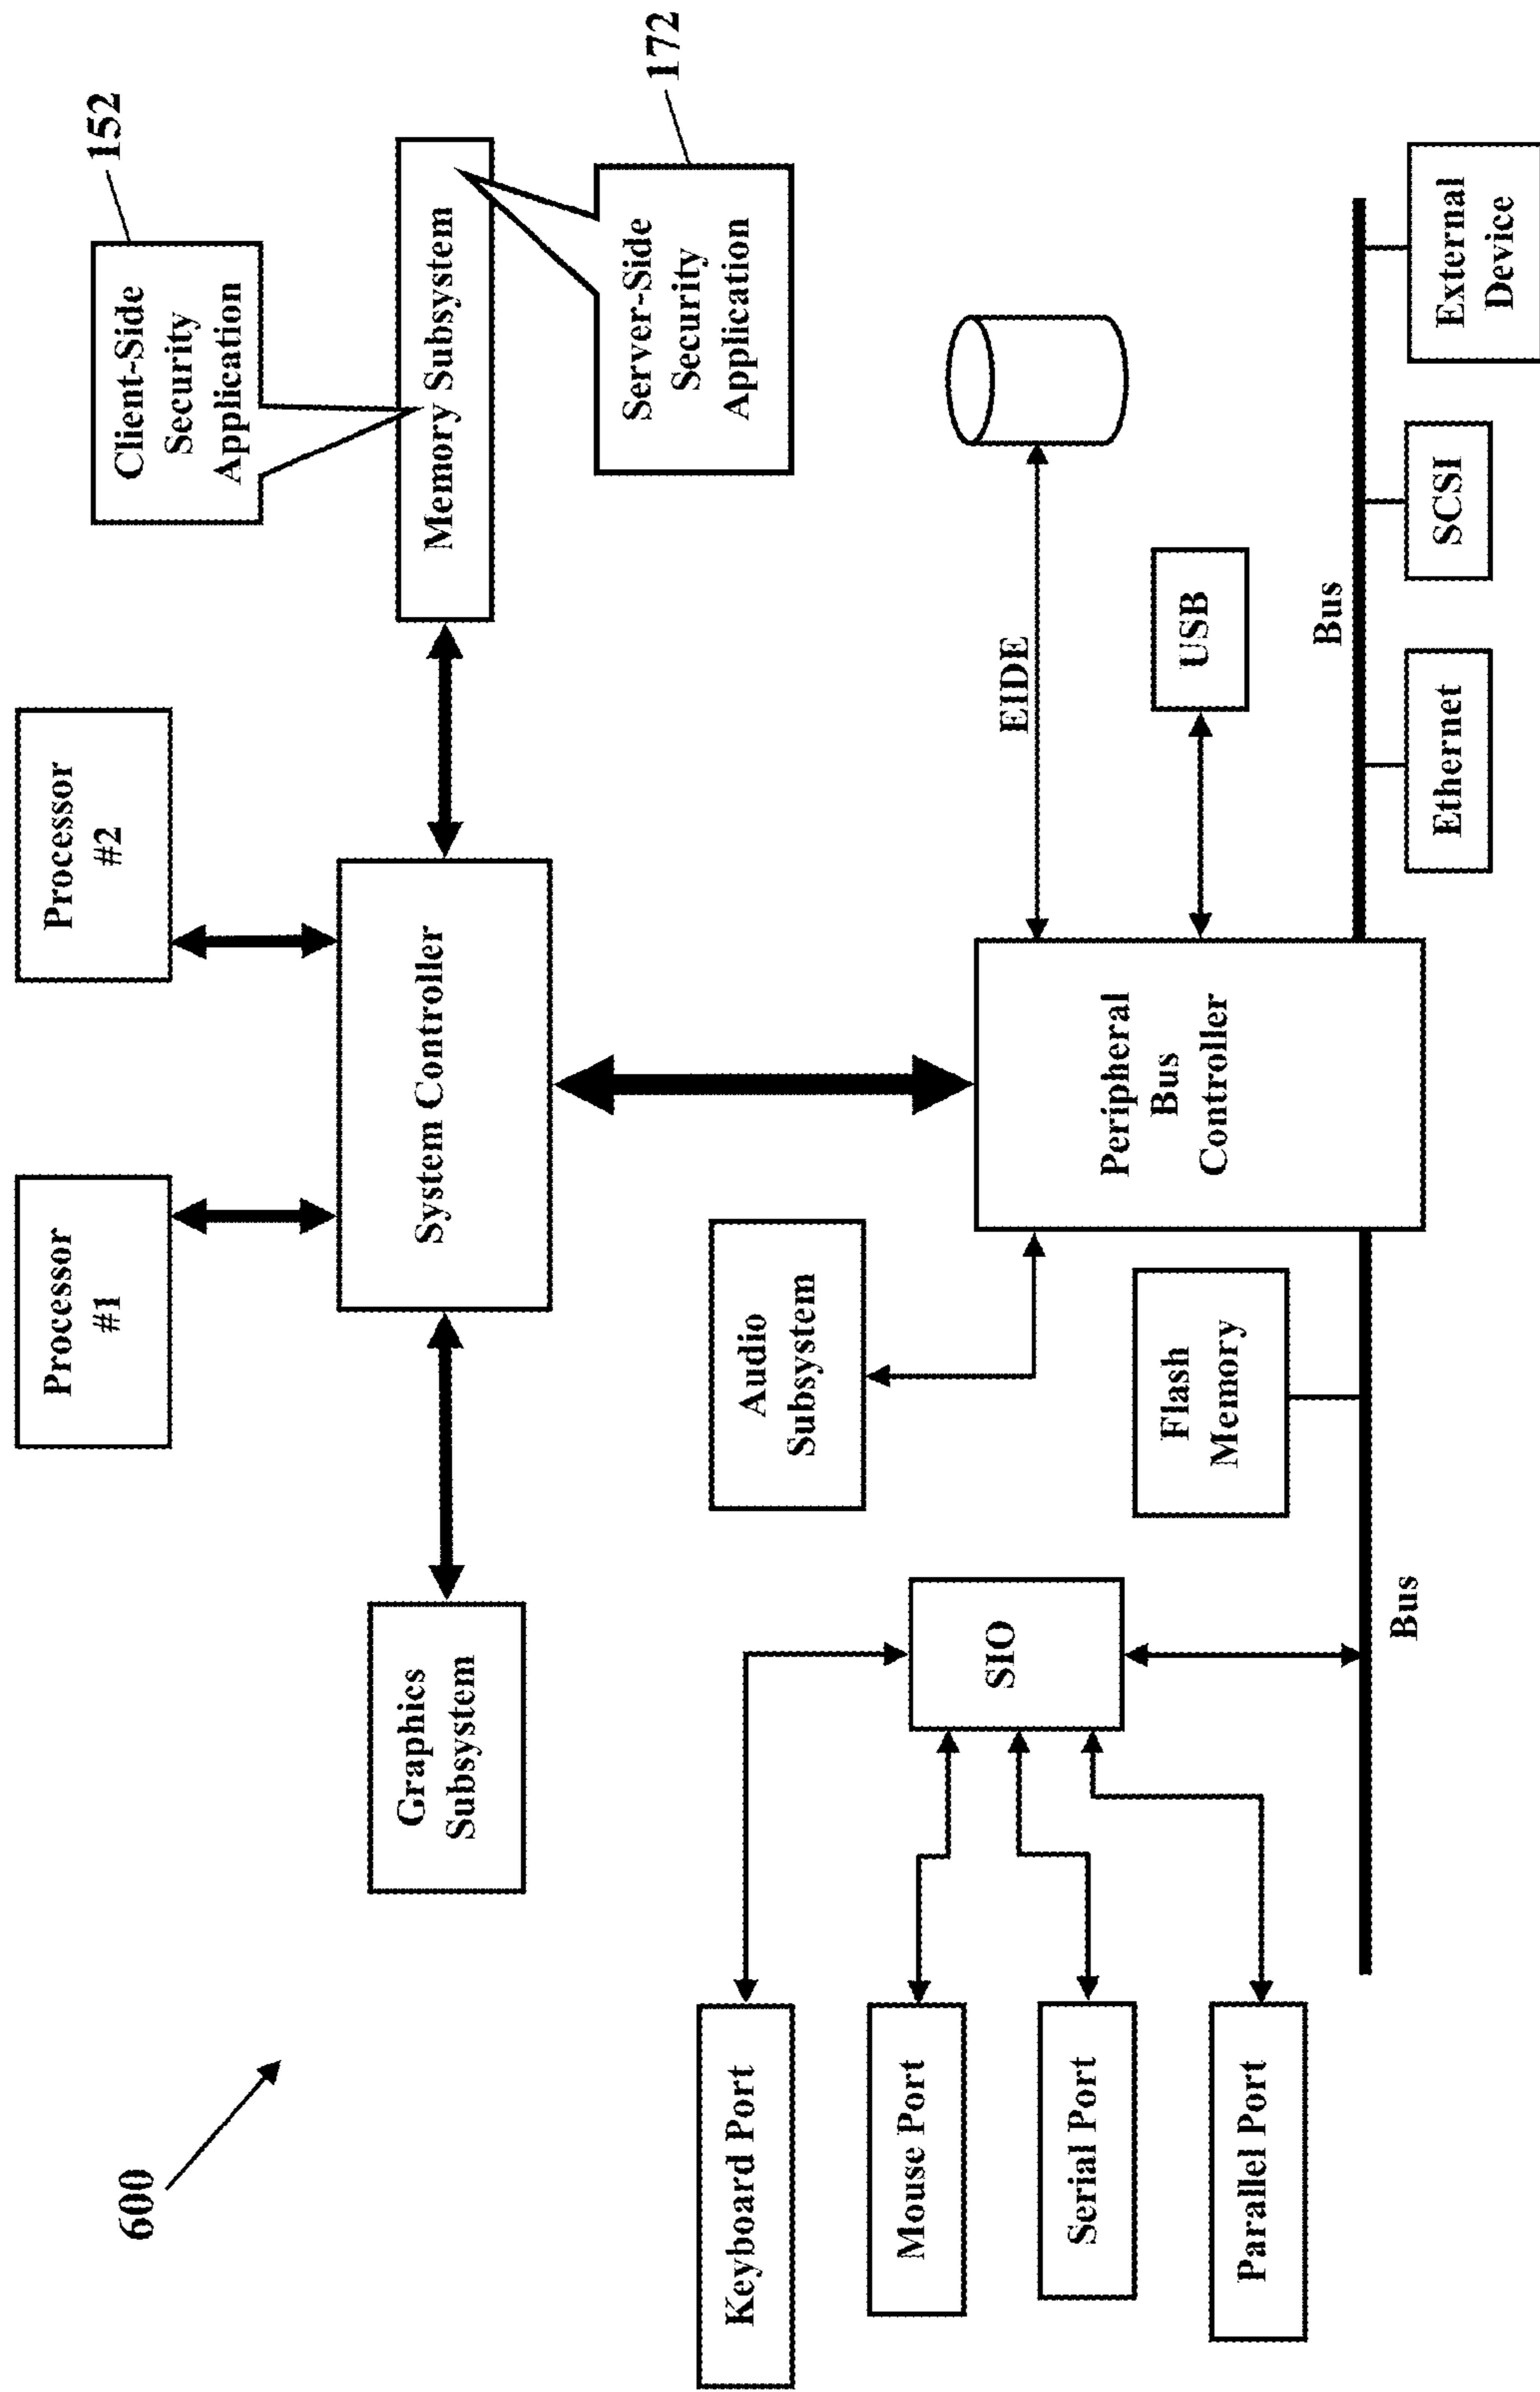 600
Processor
#1
Processor
#2
152
Client-Side
Security
Application
Graphics
Subsystem
System Controller
Memory Subsystem
172
Server-Side
Security
Application
Keyboard Port
Mouse Port
Serial Port
Parallel Port
SIO
Audio
Subsystem
Flash
Memory
Bus
Peripheral
Bus
Controller
EIDE
USB
Bus
Ethernet
SCSI
External
Device